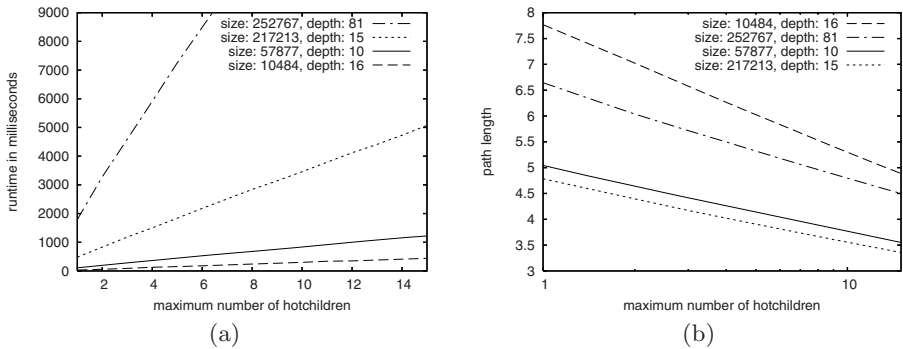 9000
8000
7000
6000
5000
4000
3000
2000
1000
0
runtime in milliseconds
size: 252767, depth: 81
size: 217213, depth: 15
size: 57877, depth: 10
size: 10484, depth: 16
2 4 6 8 10 12 14
maximum number of hotchildren
(a)
8
7.5
7
6.5
6
5.5
5
4.5
4
3.5
3
path length
size: 10484, depth: 16
size: 252767, depth: 81
size: 57877, depth: 10
size: 217213, depth: 15
1 10
maximum number of hotchildren
(b)